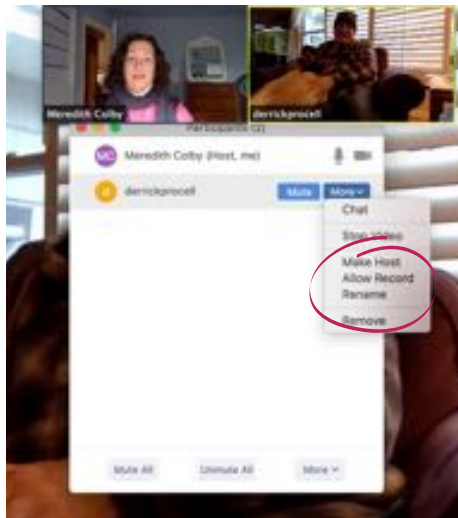 Meredith Colby
derrickprocell
Participants (2)
MC Meredith Colby (Host, me)
d derrickprocell Mute More
Chat
Stop Video
Make Host
Allow Record
Rename
Remove
Mute All Unmute All More